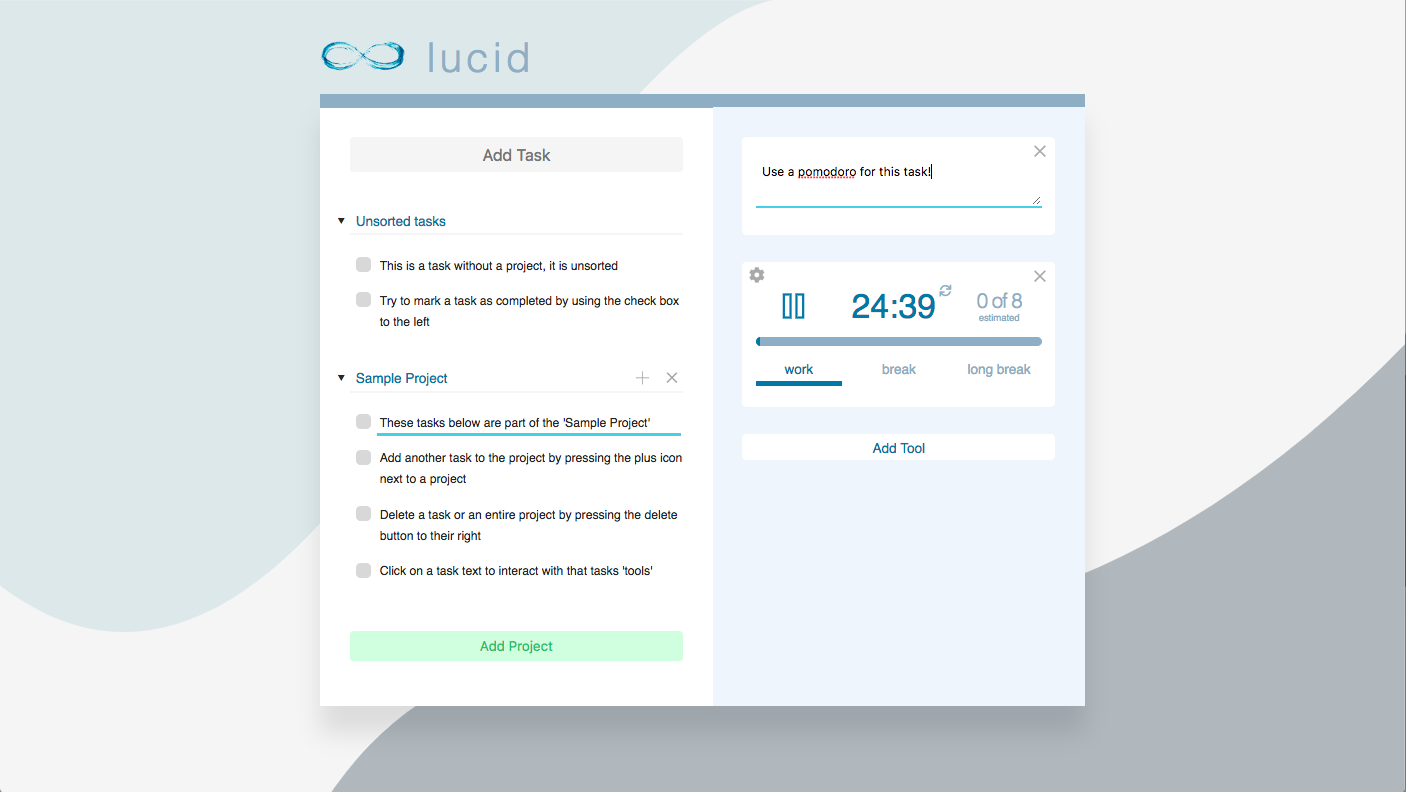 lucid
Add Task
Unsorted tasks
This is a task without a project, it is unsorted
Try to mark a task as completed by using the check box
to the left
Sample Project
These tasks below are part of the 'Sample Project'
Add another task to the project by pressing the plus icon
next to a project
Delete a task or an entire project by pressing the delete
button to their right
Click on a task text to interact with that tasks 'tools'
Add Project
Use a pomodoro for this task!
24:39
0 of 8
estimated
work
break
long break
Add Tool